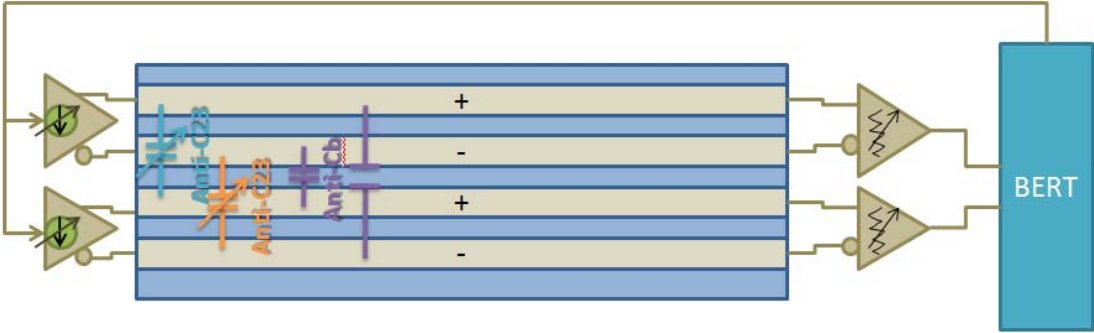 +
-
+
-
Anti-C23
Anti-C23
Anti-Cb
BERT